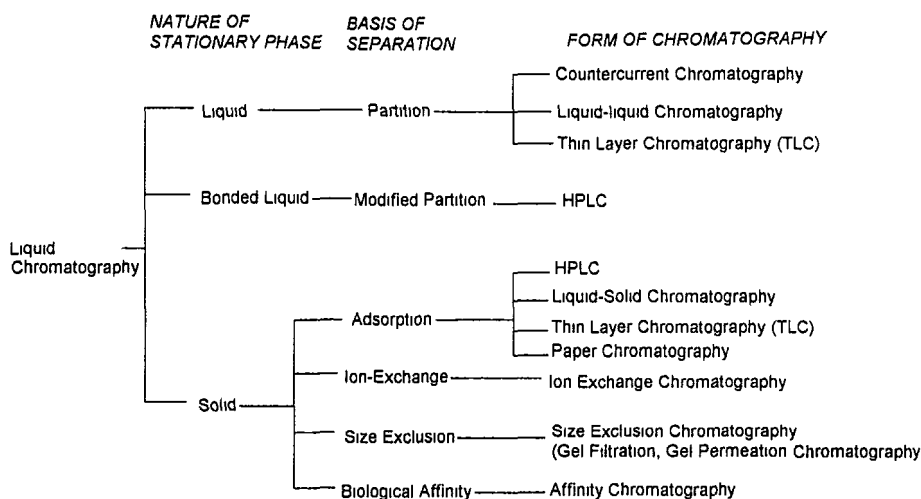 NATURE OF STATIONARY PHASE
BASIS OF SEPARATION
FORM OF CHROMATOGRAPHY
Liquid Chromatography
Liquid
Partition
Countercurrent Chromatography
Liquid-liquid Chromatography
Thin Layer Chromatography (TLC)
Bonded Liquid
Modified Partition
HPLC
Solid
Adsorption
HPLC
Liquid-Solid Chromatography
Thin Layer Chromatography (TLC)
Paper Chromatography
Ion-Exchange
Ion Exchange Chromatography
Size Exclusion
Size Exclusion Chromatography
(Gel Filtration, Gel Permeation Chromatography
Biological Affinity
Affinity Chromatography